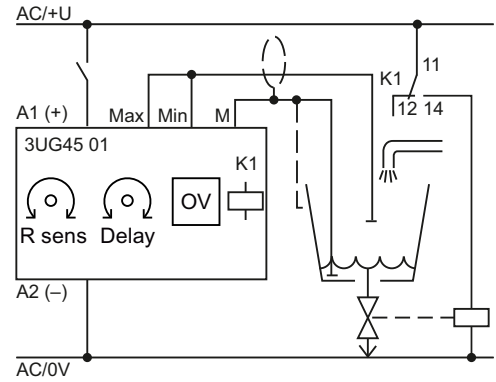 AC/+U
K1
11
12 14
A1 (+)
Max
Min
M
3UG45 01
K1
OV
R sens
Delay
A2 (–)
AC/0V